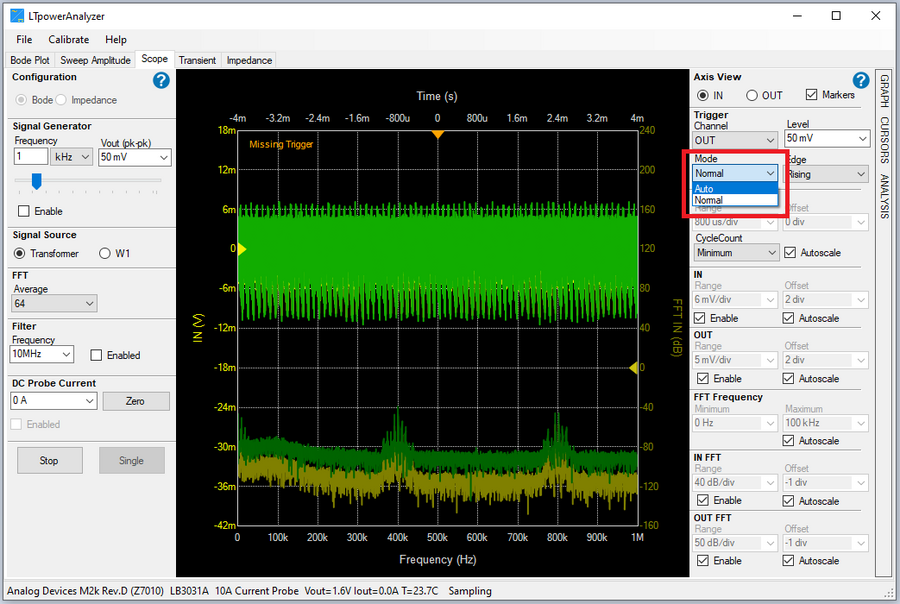 LTpowerAnalyzer
File Calibrate Help
Bode Plot Sweep Amplitude Scope Transient Impedance
Configuration
Bode Impedance
Signal Generator
Frequency Vout (pk-pk)
1 kHz 50 mV
Enable
Signal Source
Transformer W1
FFT
Average
64
Filter
Frequency
10MHz Enabled
DC Probe Current
0 A Zero
Enabled
Stop Single
Time (s)
-4m -3.2m -2.4m -1.6m -800u 0 800u 1.6m 2.4m 3.2m 4m
Missing Trigger
18m
12m
6m
0
-6m
-12m
-18m
-24m
-30m
-36m
-42m
IN (V)
240
200
160
120
80
40
0
-40
-80
-120
-160
FFT IN (dB)
0 100k 200k 300k 400k 500k 600k 700k 800k 900k 1M
Frequency (Hz)
Axis View
IN OUT Markers
Trigger
Channel Level
OUT 50 mV
Mode Edge
Normal Rising
Auto
Normal
Range Offset
800 us/div 0 div
CycleCount
Minimum Autoscale
IN
Range Offset
6 mV/div 2 div
Enable Autoscale
OUT
Range Offset
5 mV/div 2 div
Enable Autoscale
FFT Frequency
Minimum Maximum
0 Hz 100 kHz
Autoscale
IN FFT
Range Offset
40 dB/div -1 div
Enable Autoscale
OUT FFT
Range Offset
50 dB/div -1 div
Enable Autoscale
GRAPH CURSORS ANALYSIS
Analog Devices M2k Rev.D (Z7010) LB3031A 10A Current Probe Vout=1.6V Iout=0.0A T=23.7C Sampling